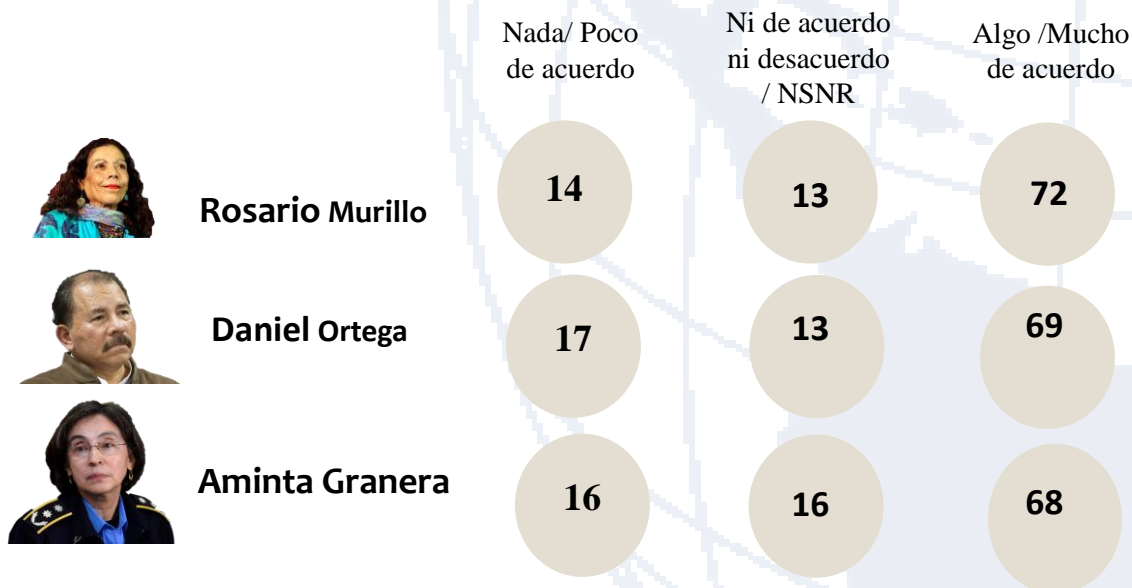 Nada/ Poco
de acuerdo
Ni de acuerdo
ni desacuerdo
/ NSNR
Algo /Mucho
de acuerdo
Rosario Murillo
14
13
72
Daniel Ortega
17
13
69
Aminta Granera
16
16
68